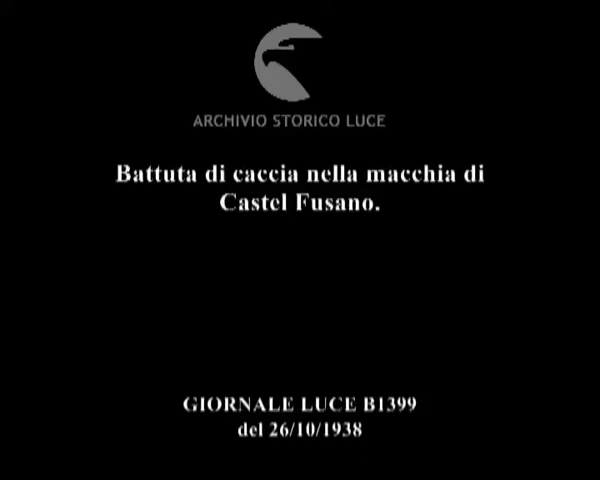 ARCHIVIO STORICO LUCE
Battuta di caccia nella macchia di
Castel Fusano.
GIORNALE LUCE B1399
del 26/10/1938